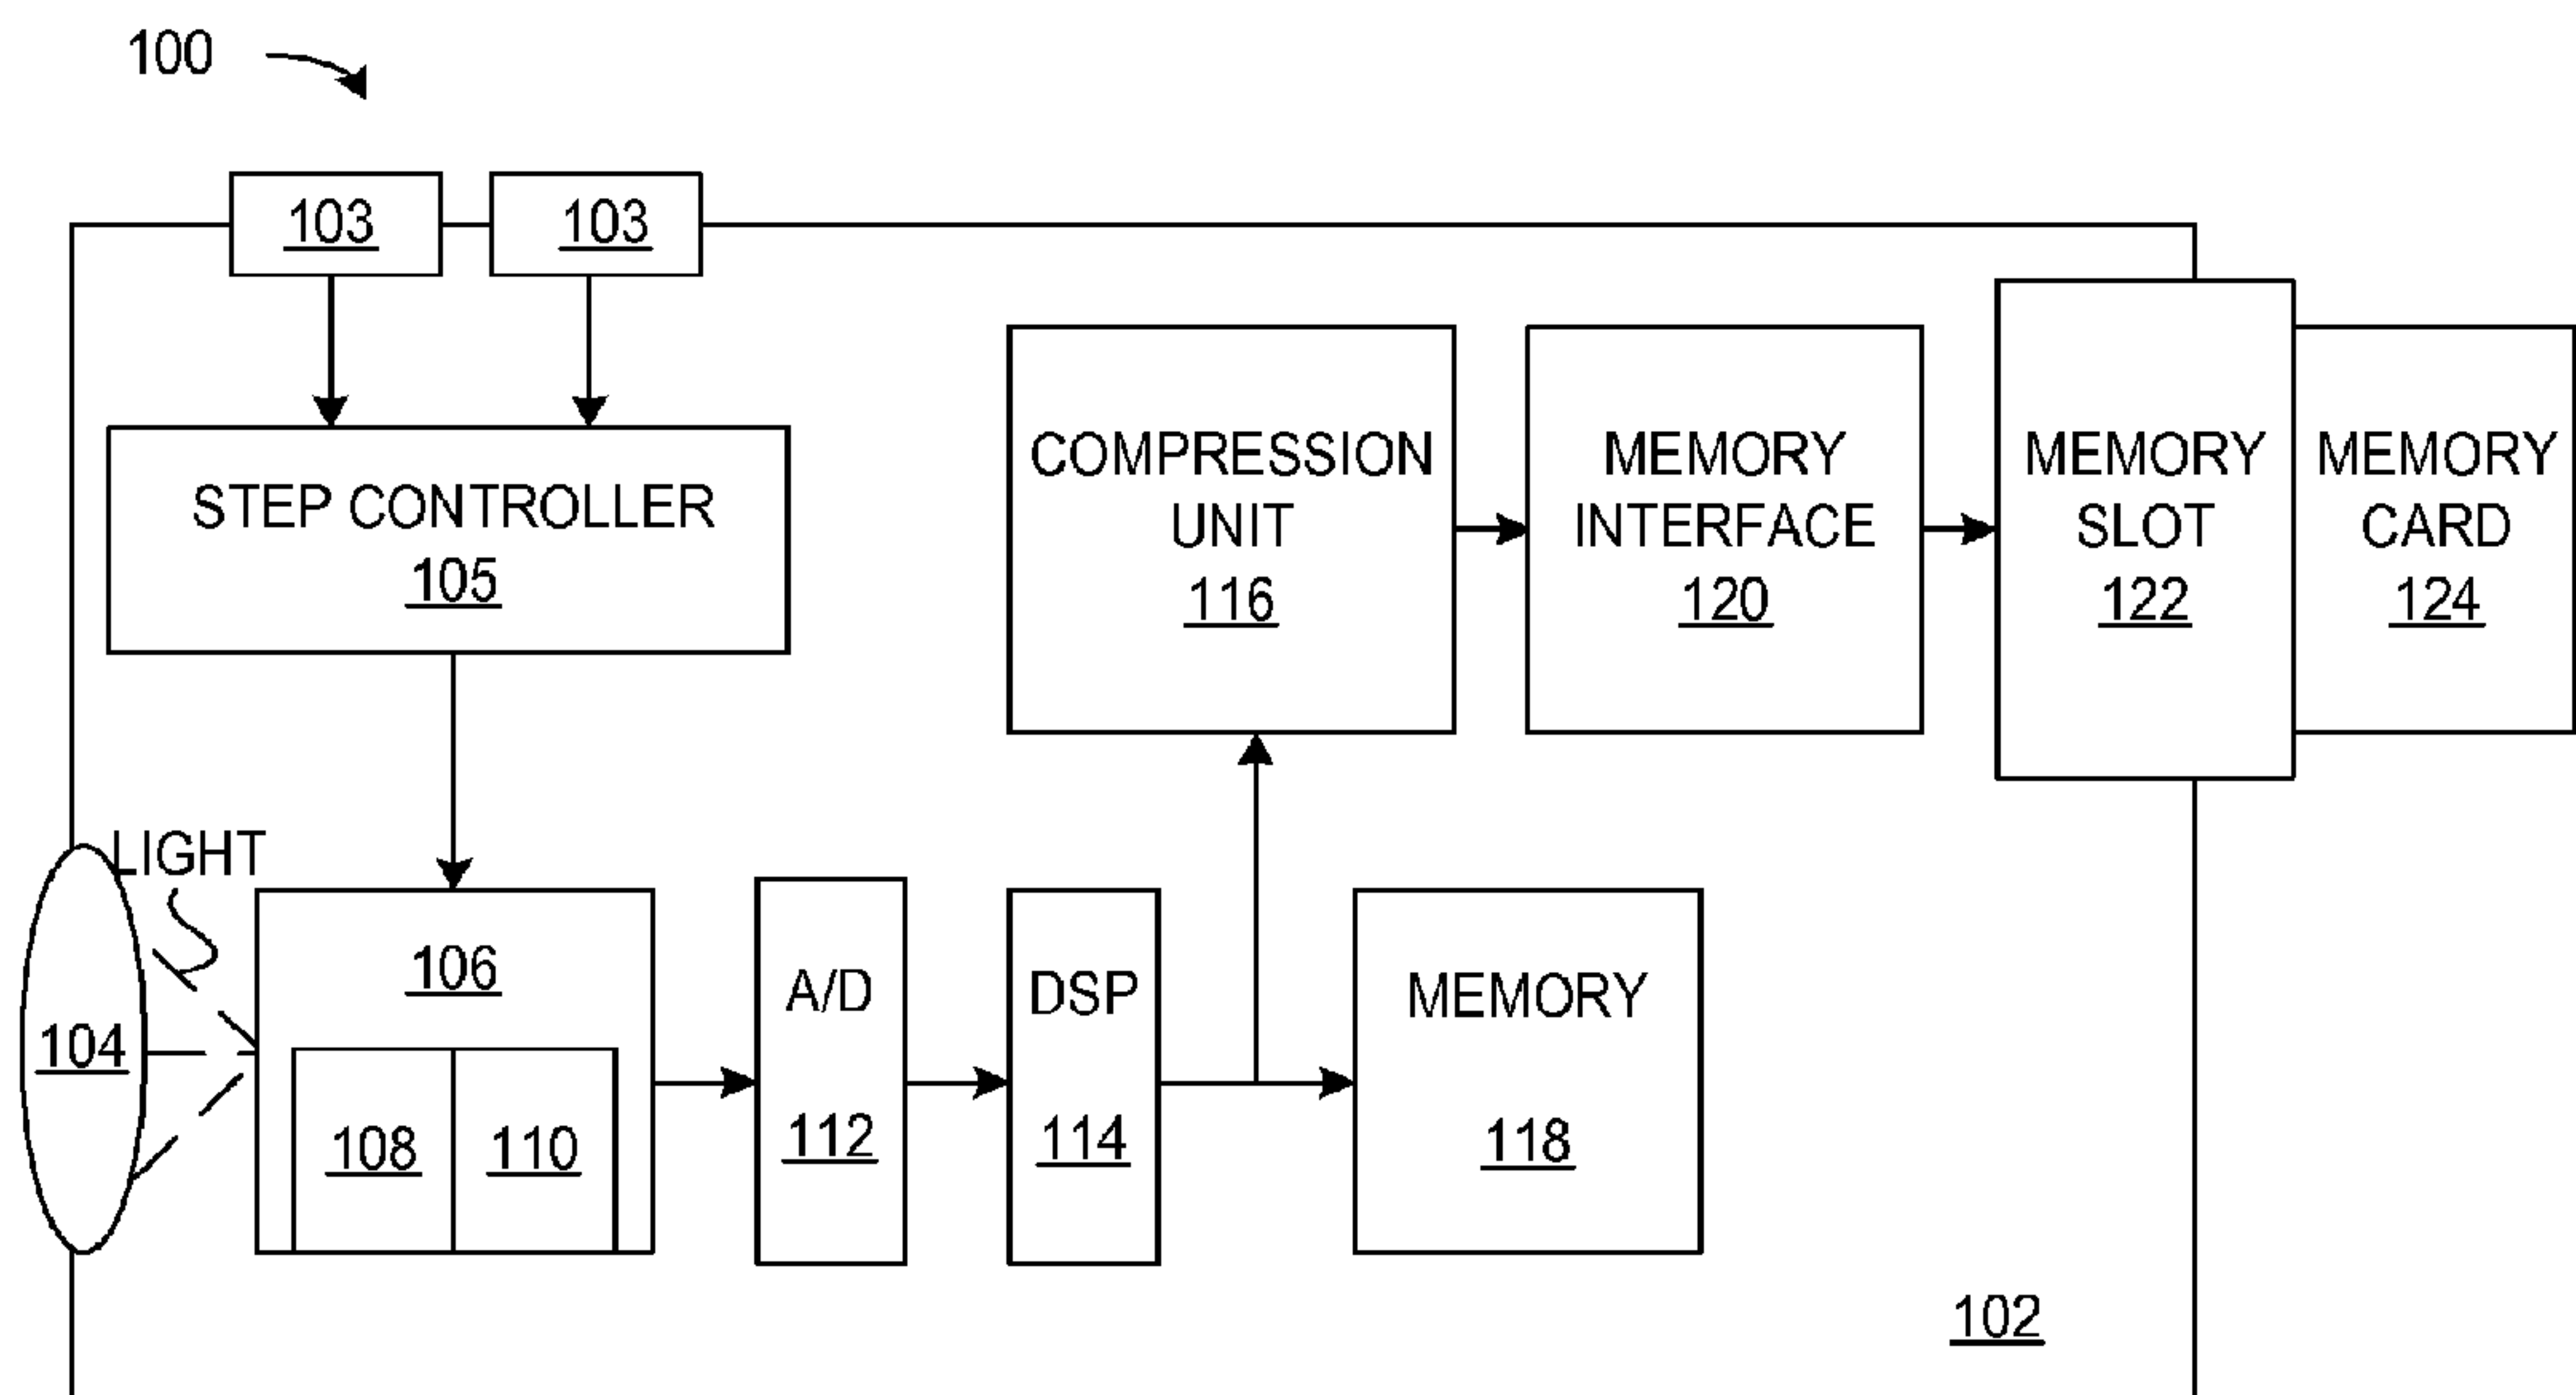 100
103
103
STEP CONTROLLER
105
COMPRESSION
UNIT
116
MEMORY
INTERFACE
120
MEMORY
SLOT
122
MEMORY
CARD
124
LIGHT
104
106
108
110
A/D
112
DSP
114
MEMORY
118
102